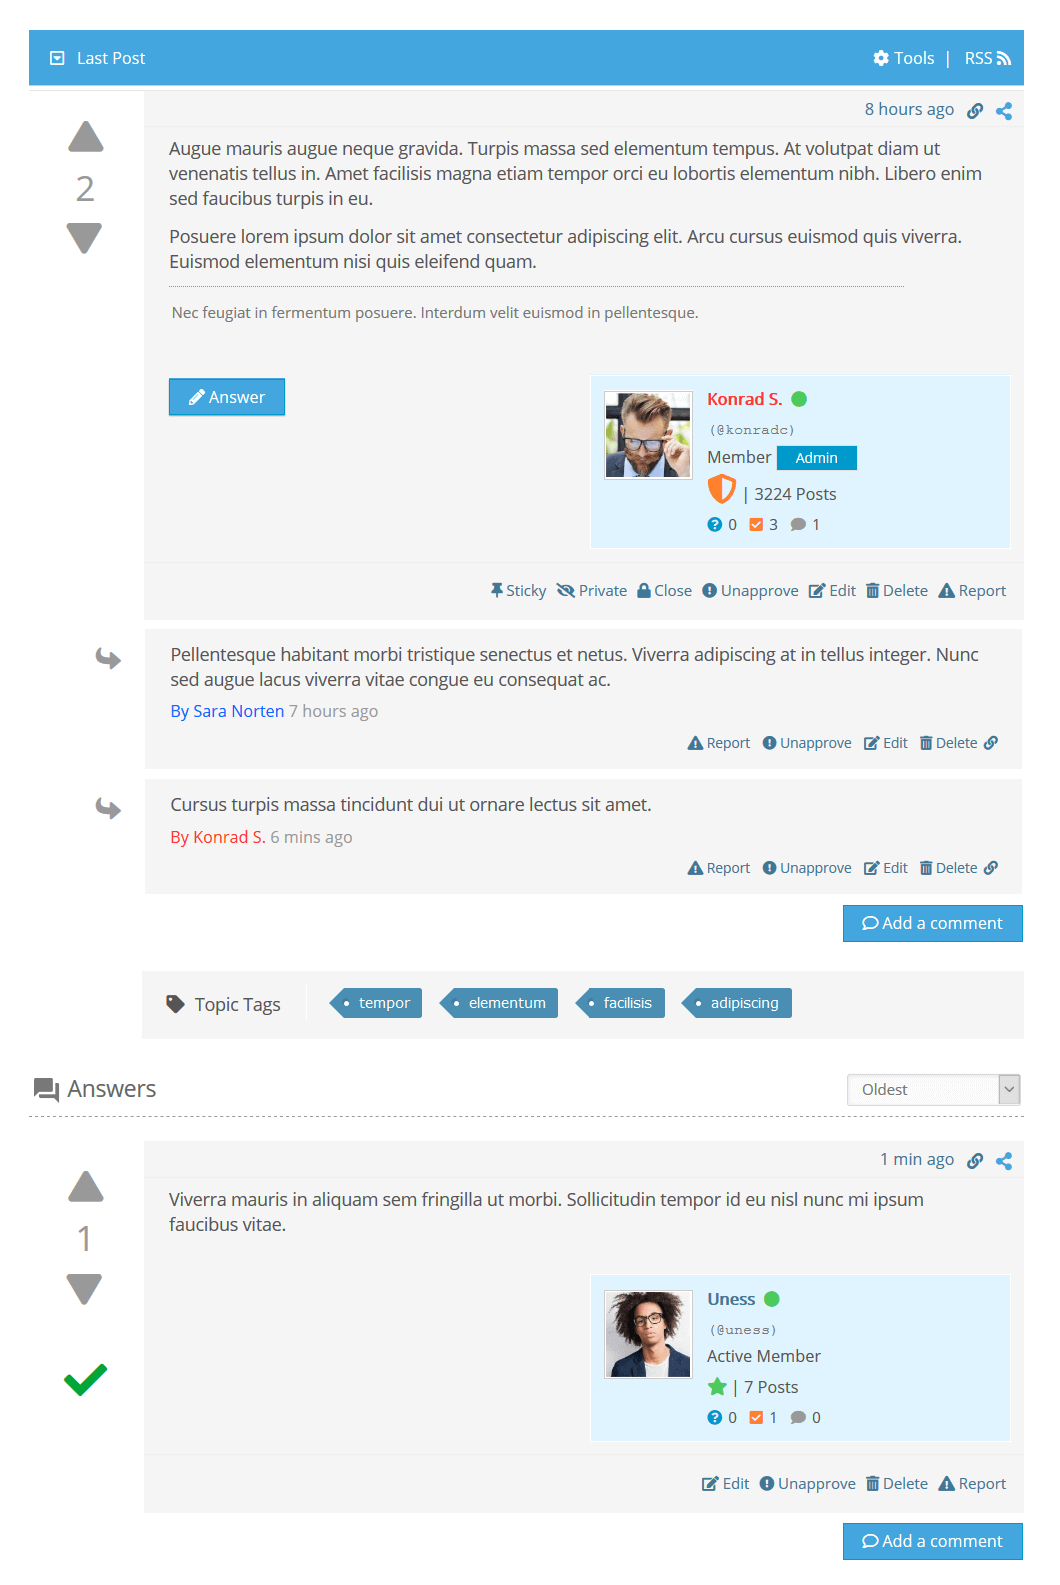 Last Post
Tools | RSS
8 hours ago
2
Augue mauris augue neque gravida. Turpis massa sed elementum tempus. At volutpat diam ut
venenatis tellus in. Amet facilisis magna etiam tempor orci eu lobortis elementum nibh. Libero enim
sed faucibus turpis in eu.
Posuere lorem ipsum dolor sit amet consectetur adipiscing elit. Arcu cursus euismod quis viverra.
Euismod elementum nisi quis eleifend quam.
Nec feugiat in fermentum posuere. Interdum velit euismod in pellentesque.
Answer
Konrad S.
(@konradc)
Member Admin
| 3224 Posts
0 3 1
Sticky Private Close Unapprove Edit Delete Report
Pellentesque habitant morbi tristique senectus et netus. Viverra adipiscing at in tellus integer. Nunc
sed augue lacus viverra vitae congue eu consequat ac.
By Sara Norten 7 hours ago
Report Unapprove Edit Delete
Cursus turpis massa tincidunt dui ut ornare lectus sit amet.
By Konrad S. 6 mins ago
Report Unapprove Edit Delete
Add a comment
Topic Tags tempor elementum facilisis adipiscing
Answers
Oldest
1 min ago
1
Viverra mauris in aliquam sem fringilla ut morbi. Sollicitudin tempor id eu nisl nunc mi ipsum
faucibus vitae.
Uness
(@uness)
Active Member
| 7 Posts
0 1 0
Edit Unapprove Delete Report
Add a comment